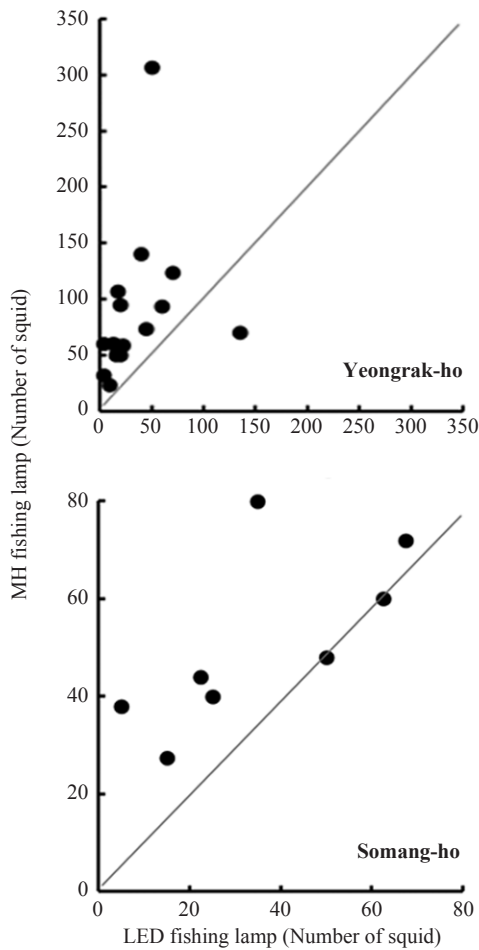 350
300
250
200
150
100
50
0
0 50 100 150 200 250 300 350
Yeongrak-ho
MH fishing lamp (Number of squid)
80
60
40
20
0
0 20 40 60 80
Somang-ho
LED fishing lamp (Number of squid)